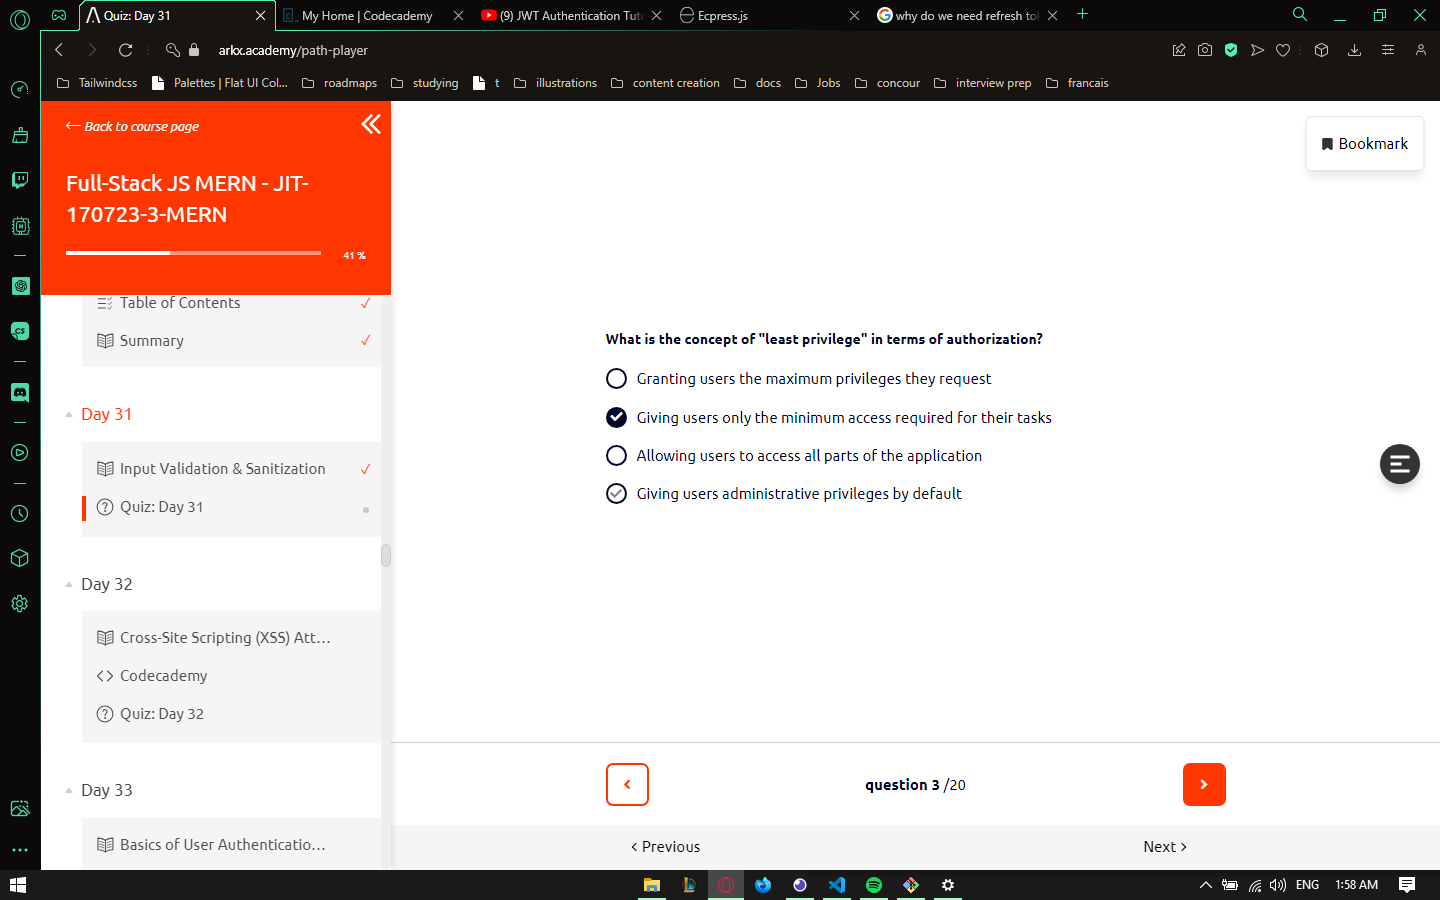 Quiz: Day 31
My Home | Codecademy
(9) JWT Authentication Tut
Ecpress.js
why do we need refresh to
arkx.academy/path-player
Tailwindcss
Palettes | Flat UI Col...
roadmaps
studying
t
illustrations
content creation
docs
Jobs
concour
interview prep
francais
Back to course page
Full-Stack JS MERN - JIT-
170723-3-MERN
41 %
Table of Contents
Summary
Day 31
Input Validation & Sanitization
Quiz: Day 31
Day 32
Cross-Site Scripting (XSS) Att...
Codecademy
Quiz: Day 32
Day 33
Basics of User Authenticatio...
Bookmark
What is the concept of "least privilege" in terms of authorization?
Granting users the maximum privileges they request
Giving users only the minimum access required for their tasks
Allowing users to access all parts of the application
Giving users administrative privileges by default
question 3 /20
Previous
Next
ENG
1:58 AM